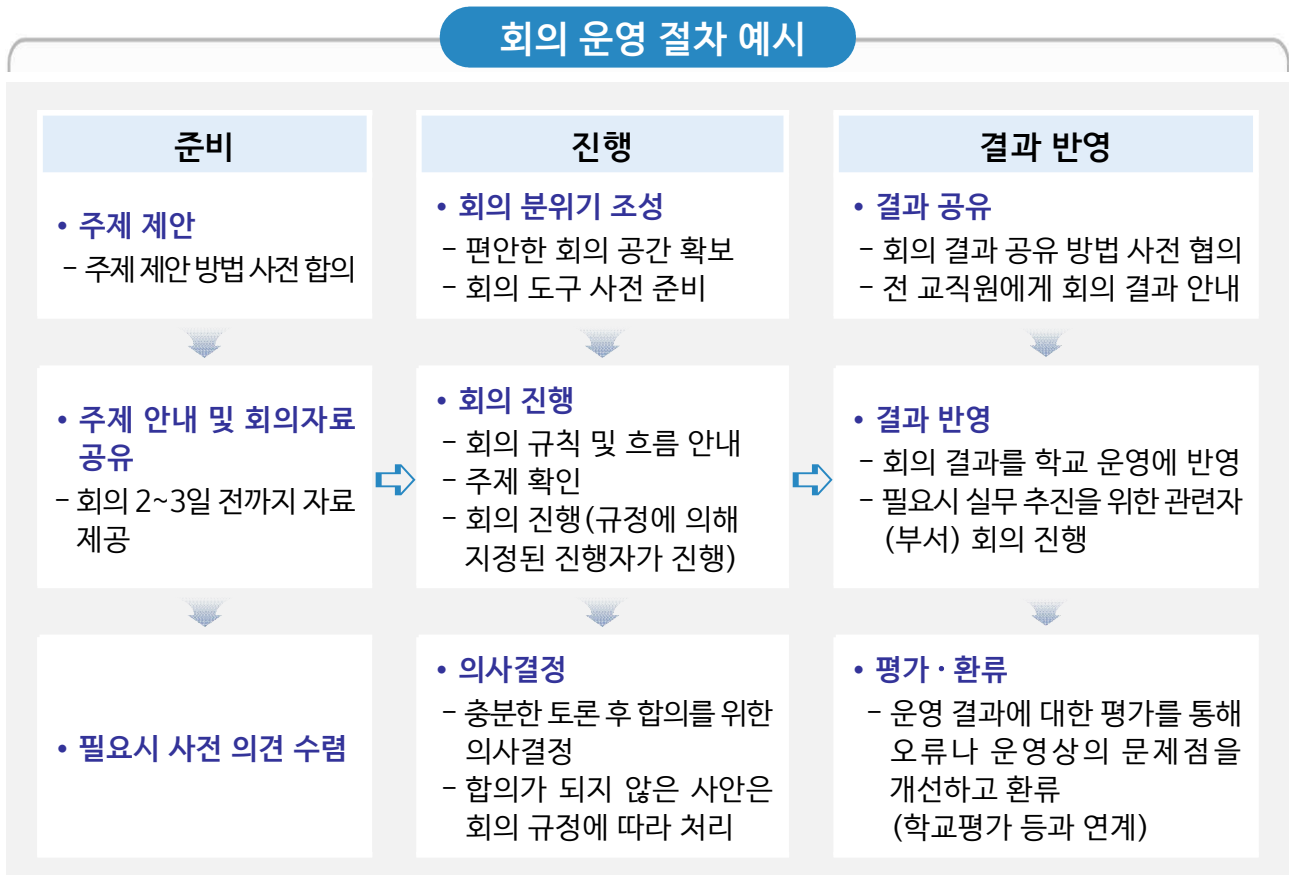 회의 운영 절차 예시
준비
• 주제 제안
- 주제 제안 방법 사전 합의
• 주제 안내 및 회의자료
공유
- 회의 2~3일 전까지 자료
제공
• 필요시 사전 의견 수렴
진행
• 회의 분위기 조성
- 편안한 회의 공간 확보
- 회의 도구 사전 준비
• 회의 진행
- 회의 규칙 및 흐름 안내
- 주제 확인
- 회의 진행(규정에 의해
지정된 진행자가 진행)
• 의사결정
- 충분한 토론 후 합의를 위한
의사결정
- 합의가 되지 않은 사안은
회의 규정에 따라 처리
결과 반영
• 결과 공유
- 회의 결과 공유 방법 사전 협의
- 전 교직원에게 회의 결과 안내
• 결과 반영
- 회의 결과를 학교 운영에 반영
- 필요시 실무 추진을 위한 관련자
(부서) 회의 진행
• 평가 · 환류
- 운영 결과에 대한 평가를 통해
오류나 운영상의 문제점을
개선하고 환류
(학교평가 등과 연계)